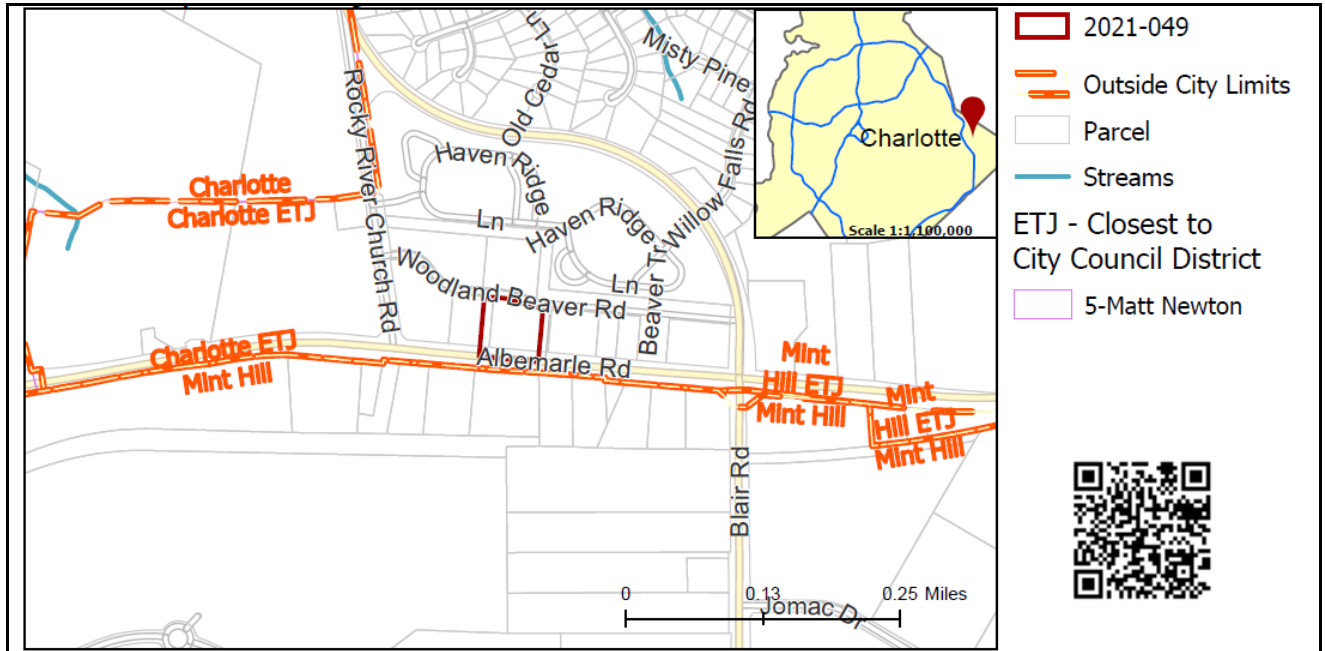 Rocky River Church Rd
Old Cedar Ln
Misty Pine
Willow Falls Rd
Haven Ridge
Ln
Haven Ridge
Ln
Beaver Tr
Woodland Beaver Rd
Albemarle Rd
Blair Rd
Jomac Dr
Charlotte
Charlotte ETJ
Charlotte ETJ
Mint Hill
Mint
Hill ETJ
Mint Hill
Mint
Hill ETJ
Mint Hill
0 0.13 0.25 Miles
Charlotte
Scale 1:1,100,000
2021-049
Outside City Limits
Parcel
Streams
ETJ - Closest to
City Council District
5-Matt Newton